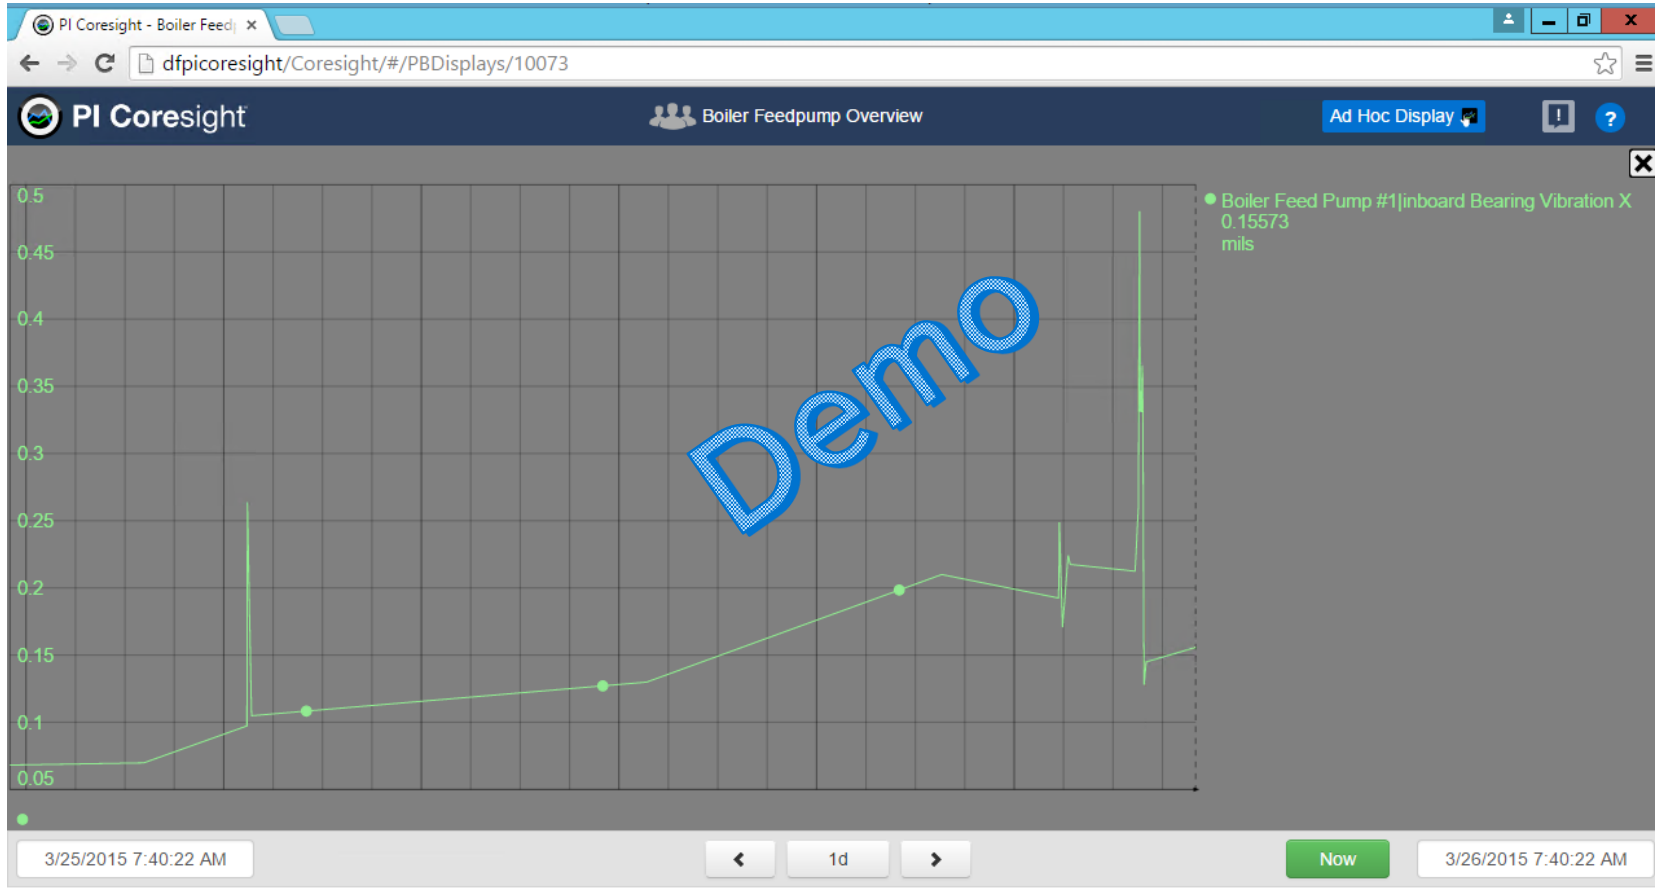 PI Coresight - Boiler Feedp
dfpicoresight/Coresight/#/PBDisplays/10073
PI Coresight
Boiler Feedpump Overview
Ad Hoc Display
!
?
0.5
0.45
0.4
0.35
0.3
0.25
0.2
0.15
0.1
0.05
Boiler Feed Pump #1|inboard Bearing Vibration X
0.15573
mils
Demo
3/25/2015 7:40:22 AM
1d
Now
3/26/2015 7:40:22 AM